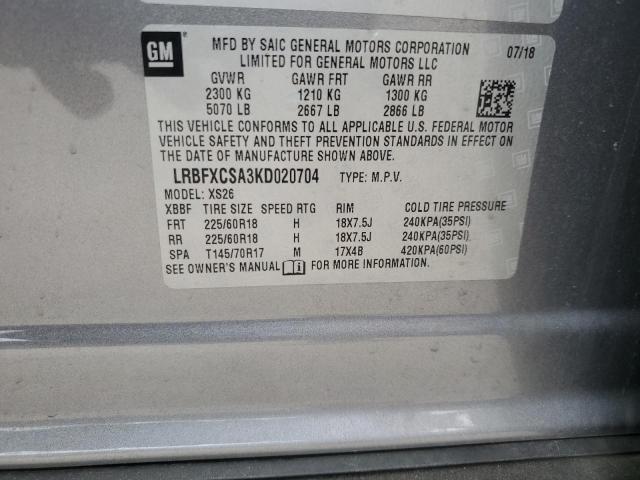 GM
MFD BY SAIC GENERAL MOTORS CORPORATION
LIMITED FOR GENERAL MOTORS LLC
07/18
GVWR GAWR FRT GAWR RR
2300 KG 1210 KG 1300 KG
5070 LB 2667 LB 2866 LB
THIS VEHICLE CONFORMS TO ALL APPLICABLE U.S. FEDERAL MOTOR
VEHICLE SAFETY AND THEFT PREVENTION STANDARDS IN EFFECT ON
THE DATE OF MANUFACTURE SHOWN ABOVE.
LRBFXCSA3KD020704 TYPE: M.P.V.
MODEL: XS26
XBBF TIRE SIZE SPEED RTG RIM COLD TIRE PRESSURE
FRT 225/60R18 H 18X7.5J 240KPA(35PSI)
RR 225/60R18 H 18X7.5J 240KPA(35PSI)
SPA T145/70R17 M 17X4B 420KPA(60PSI)
SEE OWNER'S MANUAL FOR MORE INFORMATION.